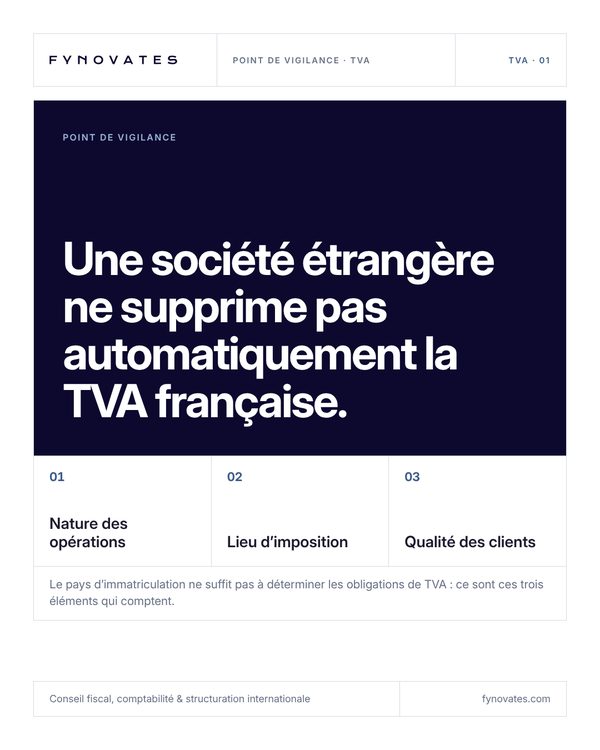 FYNOVATES
POINT DE VIGILANCE · TVA
TVA · 01
POINT DE VIGILANCE
Une société étrangère
ne supprime pas
automatiquement la
TVA française.
01
Nature des
opérations
02
Lieu d’imposition
03
Qualité des clients
Le pays d’immatriculation ne suffit pas à déterminer les obligations de TVA : ce sont ces trois
éléments qui comptent.
Conseil fiscal, comptabilité & structuration internationale
fynovates.com